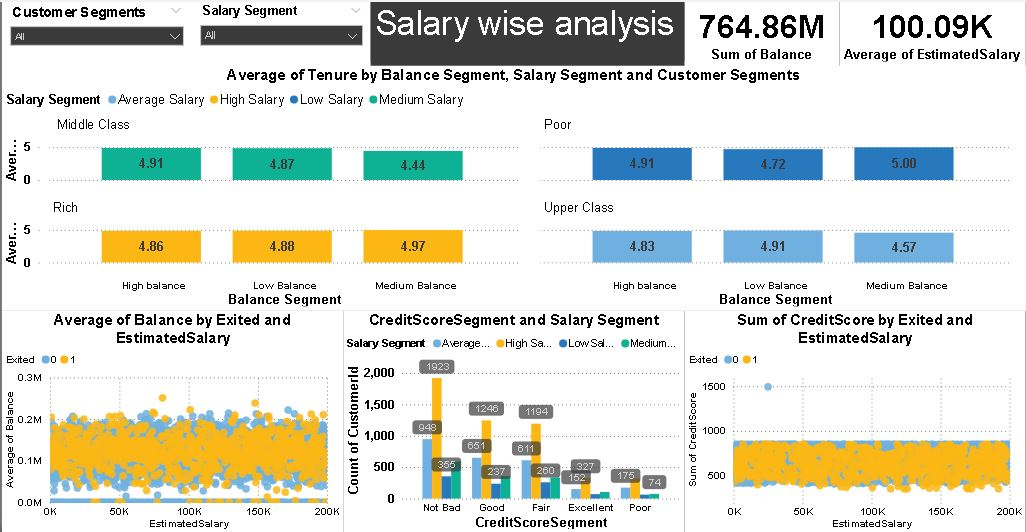 Customer Segments
All
Salary Segment
All
Salary wise analysis
764.86M
Sum of Balance
100.09K
Average of EstimatedSalary
Average of Tenure by Balance Segment, Salary Segment and Customer Segments
Salary Segment Average Salary High Salary Low Salary Medium Salary
Middle Class
Aver...
5
0
4.91 4.87 4.44
Poor
4.91 4.72 5.00
Rich
Aver...
5
0
4.86 4.88 4.97
Upper Class
4.83 4.91 4.57
High balance Low Balance Medium Balance
Balance Segment
High balance Low Balance Medium Balance
Balance Segment
Average of Balance by Exited and
EstimatedSalary
Exited 0 1
Average of Balance
0.3M
0.2M
0.1M
0.0M
0K 50K 100K 150K 200K
EstimatedSalary
CreditScoreSegment and Salary Segment
Salary Segment Average... High Sa... Low Sal... Medium...
Count of CustomerId
2,000
1,500
1,000
500
0
948 1923 355
651 1246 237
611 1194 260
152 327
175 74
Not Bad Good Fair Excellent Poor
CreditScoreSegment
Sum of CreditScore by Exited and
EstimatedSalary
Exited 0 1
Sum of CreditScore
1500
1000
500
0K 50K 100K 150K 200K
EstimatedSalary